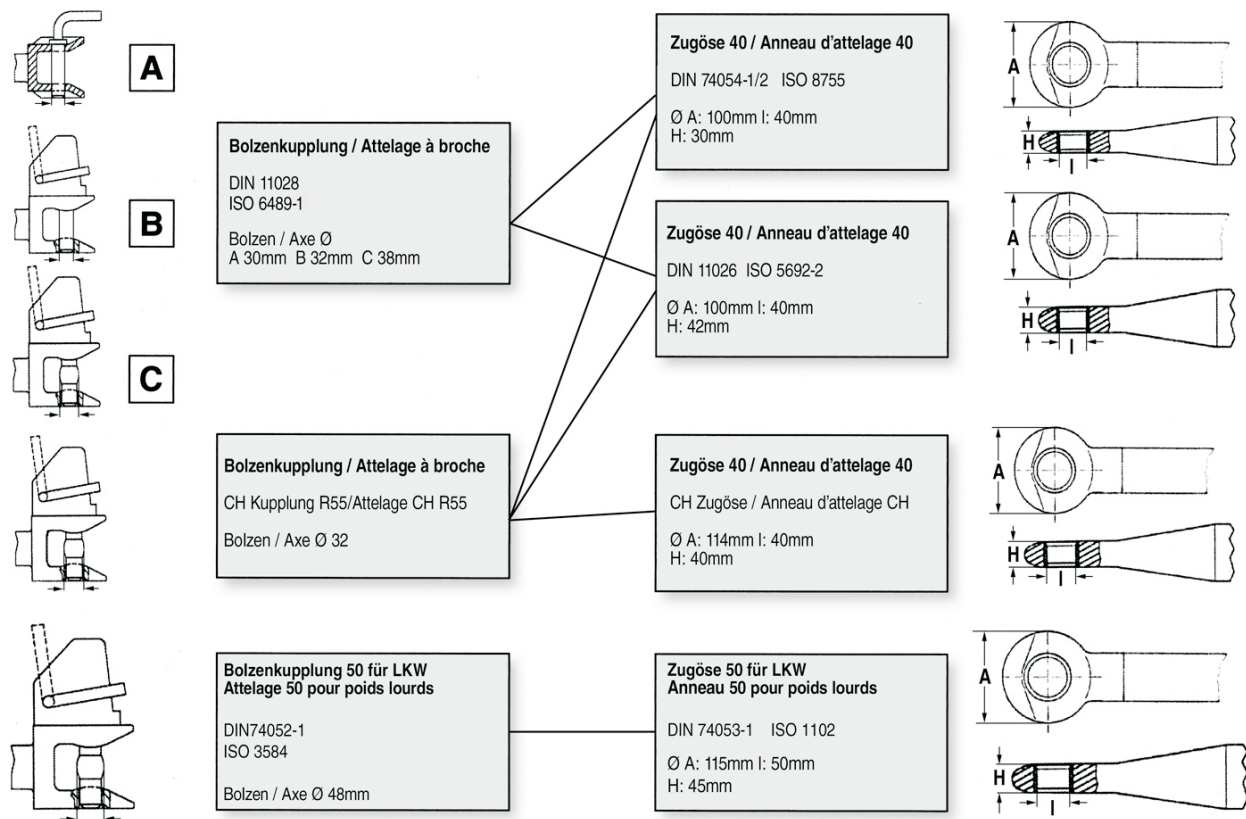 A
B
C
Bolzenkupplung / Attelage à broche
DIN 11028
ISO 6489-1
Bolzen / Axe Ø
A 30mm B 32mm C 38mm
Bolzenkupplung / Attelage à broche
CH Kupplung R55/Attelage CH R55
Bolzen / Axe Ø 32
Bolzenkupplung 50 für LKW
Attelage 50 pour poids lourds
DIN74052-1
ISO 3584
Bolzen / Axe Ø 48mm
Zugöse 40 / Anneau d'attelage 40
DIN 74054-1/2 ISO 8755
Ø A: 100mm I: 40mm
H: 30mm
Zugöse 40 / Anneau d'attelage 40
DIN 11026 ISO 5692-2
Ø A: 100mm I: 40mm
H: 42mm
Zugöse 40 / Anneau d'attelage 40
CH Zugöse / Anneau d'attelage CH
Ø A: 114mm I: 40mm
H: 40mm
Zugöse 50 für LKW
Anneau 50 pour poids lourds
DIN 74053-1 ISO 1102
Ø A: 115mm I: 50mm
H: 45mm
A
H
I
A
H
I
A
H
I
A
H
I